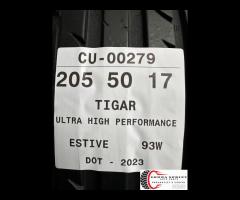 CU-00279
205 50 17
TIGAR
ULTRA HIGH PERFORMANCE
ESTIVE 93W
DOT - 2023